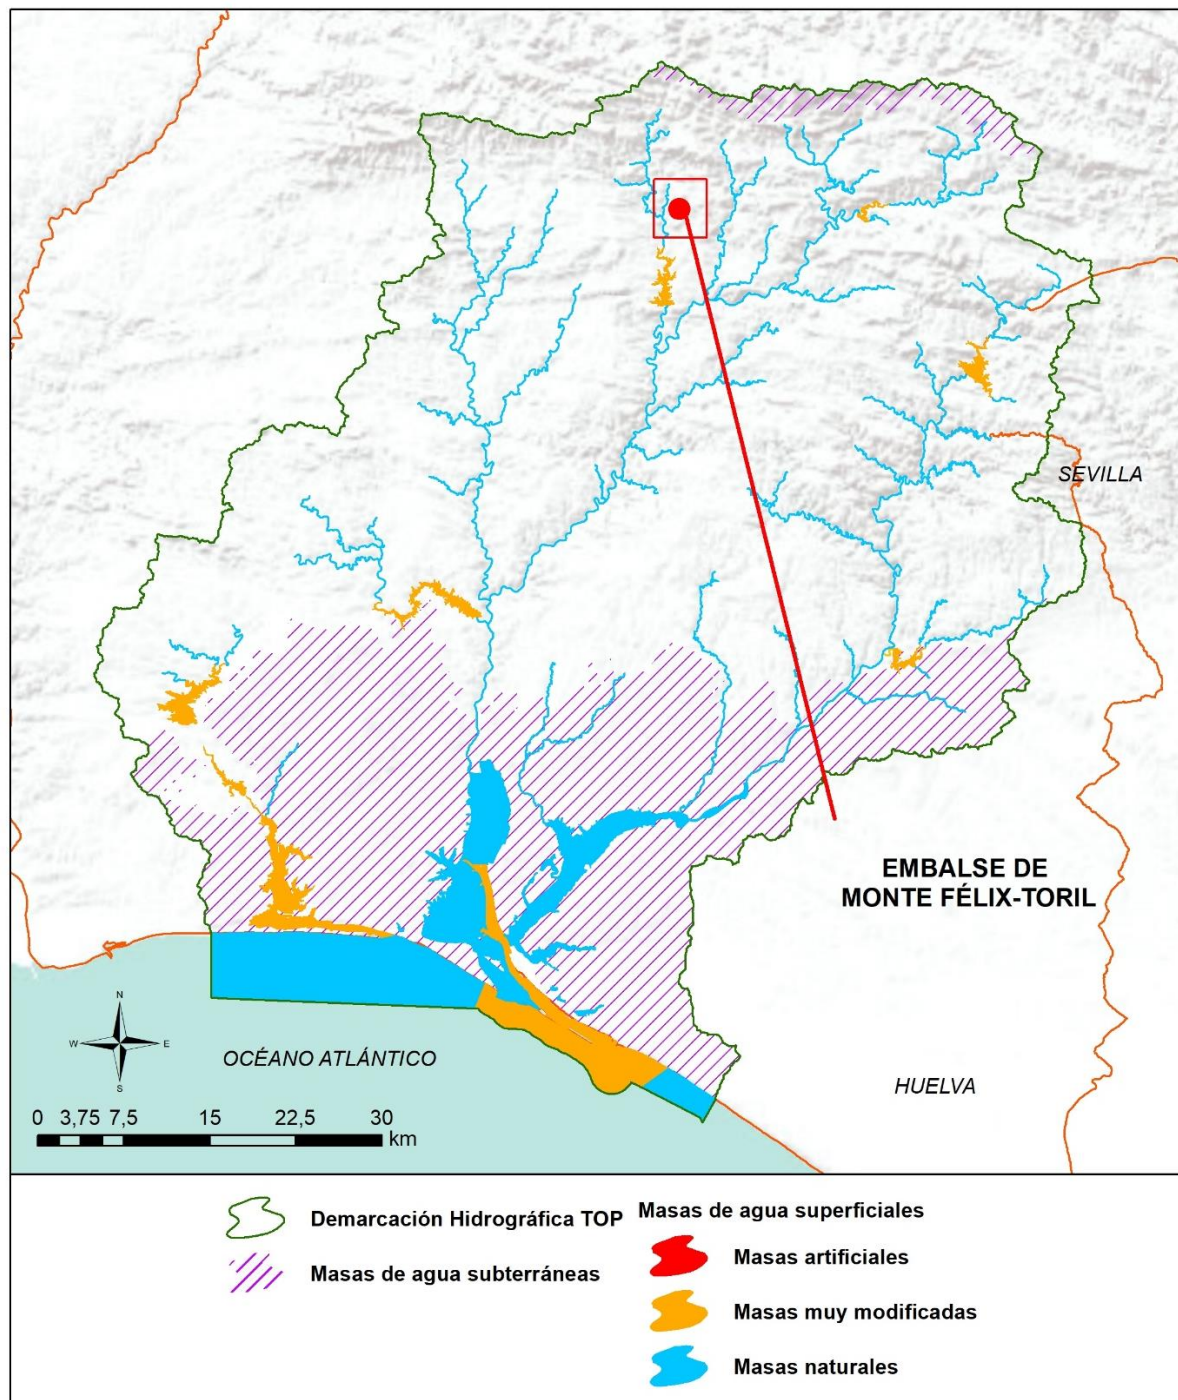 SEVILLA
EMBALSE DE
MONTE FÉLIX-TORIL
N
W
E
S
OCÉANO ATLÁNTICO
HUELVA
0 3,75 7,5 15 22,5 30
km
Demarcación Hidrográfica TOP
Masas de agua subterráneas
Masas de agua superficiales
Masas artificiales
Masas muy modificadas
Masas naturales